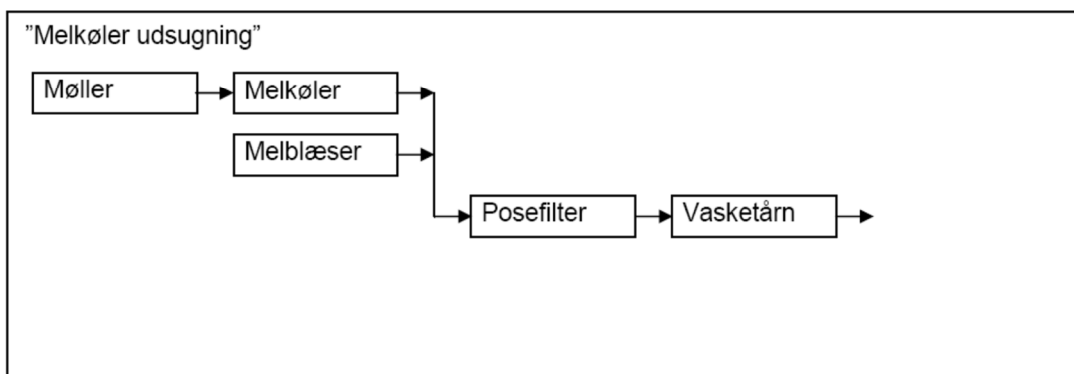 ”Melkøler udsugning”
Møller
Melkøler
Melblæser
Posefilter
Vasketårn